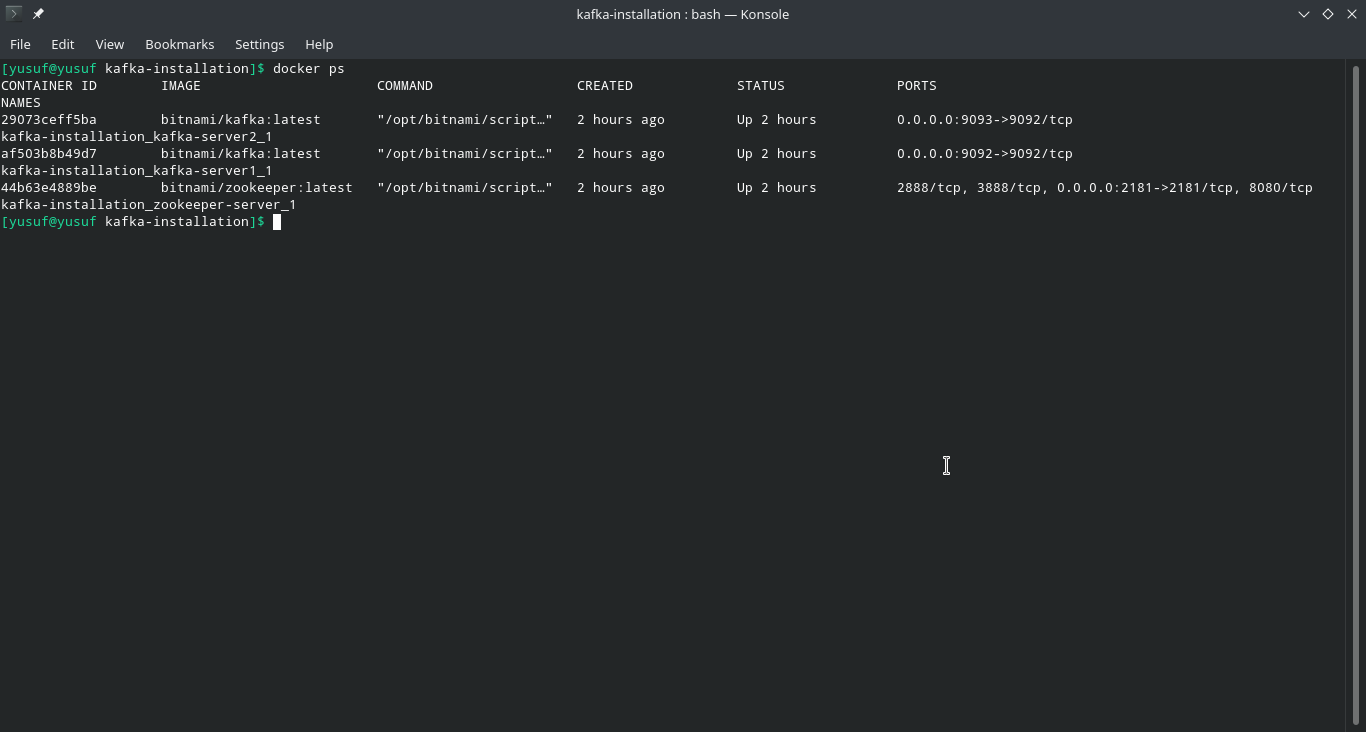 kafka-installation : bash — Konsole
File Edit View Bookmarks Settings Help
[yusuf@yusuf kafka-installation]$ docker ps
CONTAINER ID        IMAGE                      COMMAND                  CREATED             STATUS              PORTS
NAMES
29073ceff5ba        bitnami/kafka:latest       "/opt/bitnami/script…"   2 hours ago         Up 2 hours          0.0.0.0:9093->9092/tcp
kafka-installation_kafka-server2_1
af503b8b49d7        bitnami/kafka:latest       "/opt/bitnami/script…"   2 hours ago         Up 2 hours          0.0.0.0:9092->9092/tcp
kafka-installation_kafka-server1_1
44b63e4889be        bitnami/zookeeper:latest   "/opt/bitnami/script…"   2 hours ago         Up 2 hours          2888/tcp, 3888/tcp, 0.0.0.0:2181->2181/tcp, 8080/tcp
kafka-installation_zookeeper-server_1
[yusuf@yusuf kafka-installation]$